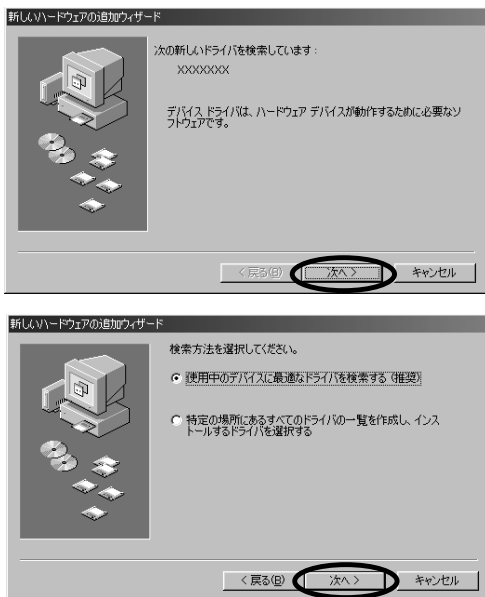 新しいハードウェアの追加ウィザード
次の新しいドライバを検索しています :
XXXXXXX
デバイス ドライバは、ハードウェア デバイスが動作するために必要なソ
フトウェアです。
< 戻る(B) 次へ > キャンセル
新しいハードウェアの追加ウィザード
検索方法を選択してください。
使用中のデバイスに最適なドライバを検索する (推奨)
特定の場所にあるすべてのドライバの一覧を作成し、インス
トールするドライバを選択する
< 戻る(B) 次へ > キャンセル